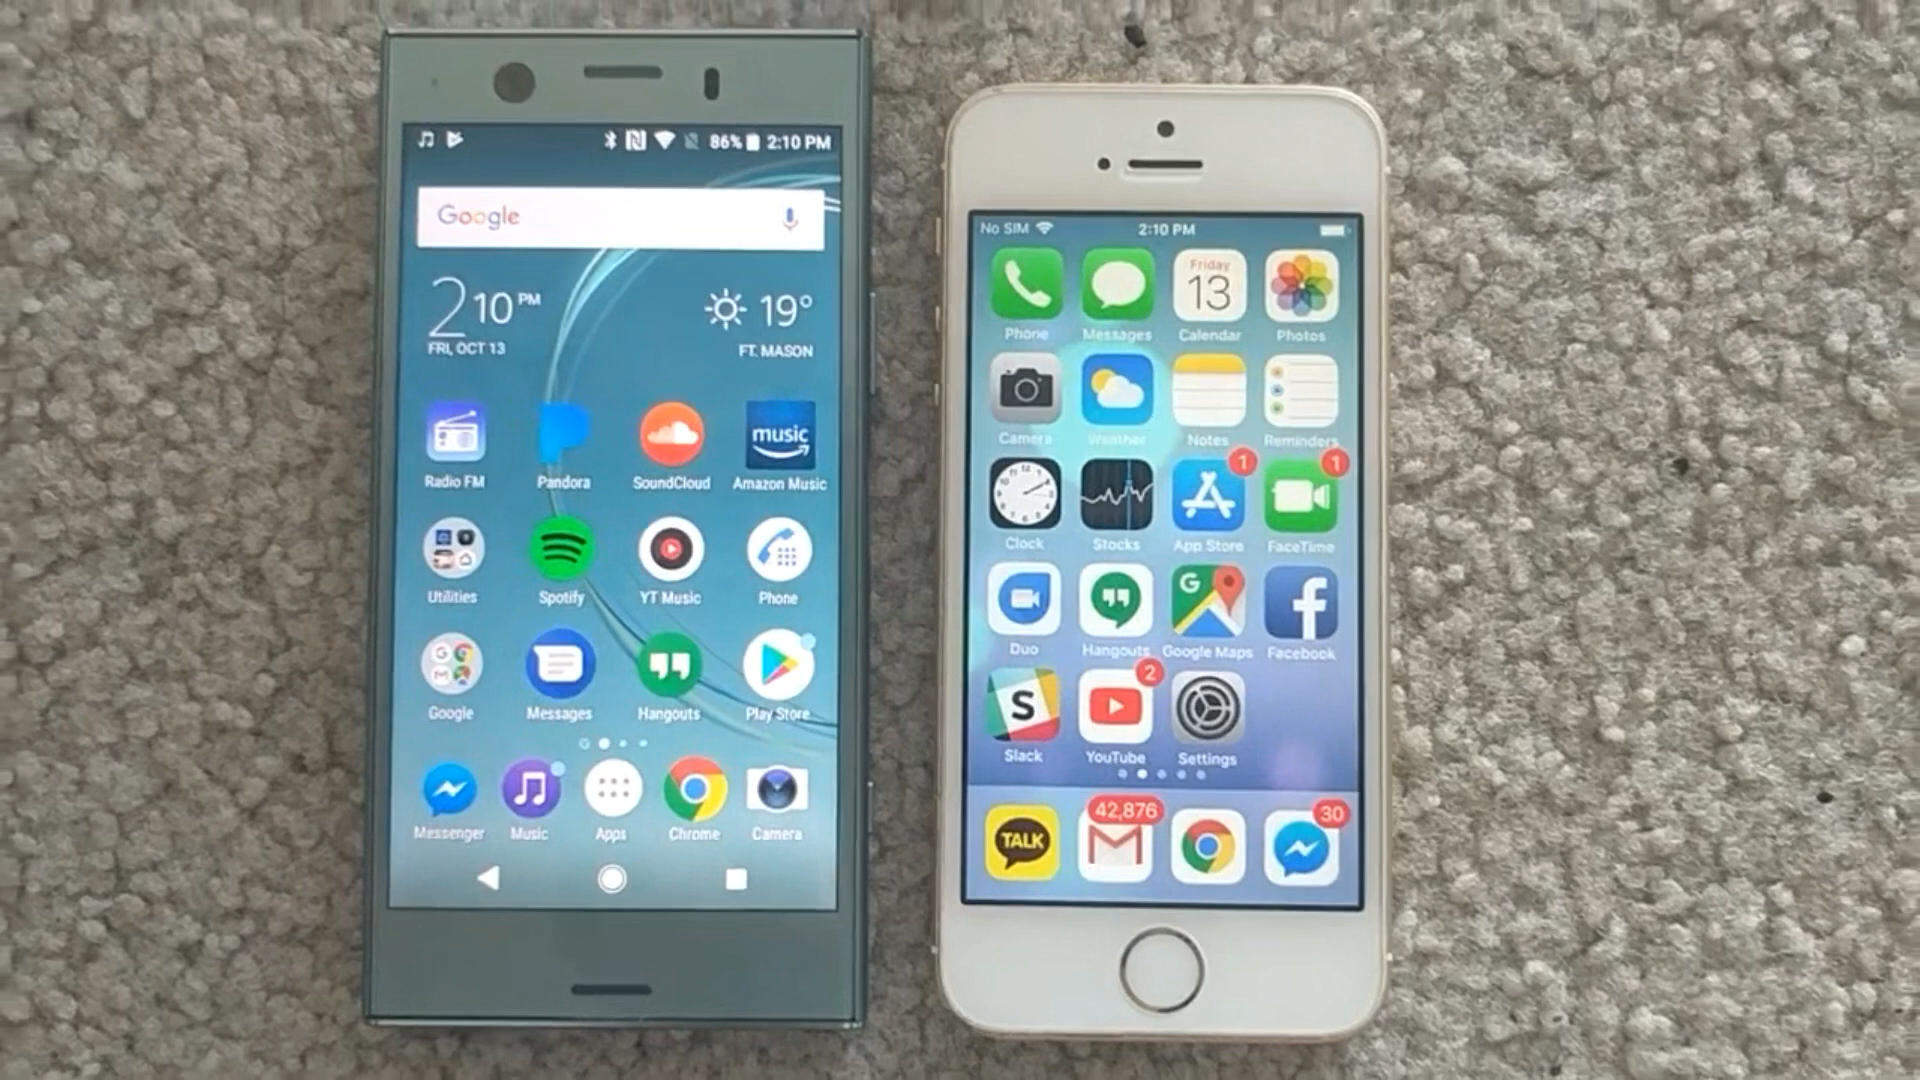 86% 2:10 PM
Google
2 10 PM
FRI, OCT 13
19°
FT. MASON
Radio FM Pandora SoundCloud Amazon Music
music
Utilities Spotify YT Music Phone
Google Messages Hangouts Play Store
G
Messenger Music Apps Chrome Camera
No SIM 2:10 PM
Friday
13
Phone Messages Calendar Photos
Camera Weather Notes Reminders
1 1
Clock Stocks App Store FaceTime
G f
Duo Hangouts Google Maps Facebook
2
S
Slack YouTube Settings
42,876 30
TALK M